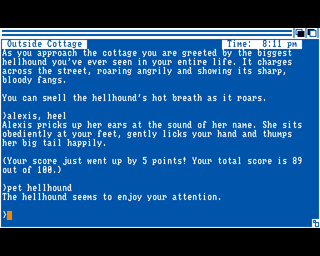 Outside Cottage Time: 8:11 pm
As you approach the cottage you are greeted by the biggest
hellhound you've ever seen in your entire life. It charges
across the street, roaring angrily and showing its sharp,
bloody fangs.
You can smell the hellhound's hot breath as it roars.
>alexis, heel
Alexis pricks up her ears at the sound of her name. She sits
obediently at your feet, gently licks your hand and thumps
her big tail happily.
(Your score just went up by 5 points! Your total score is 89
out of 100.)
>pet hellhound
The hellhound seems to enjoy your attention.
>